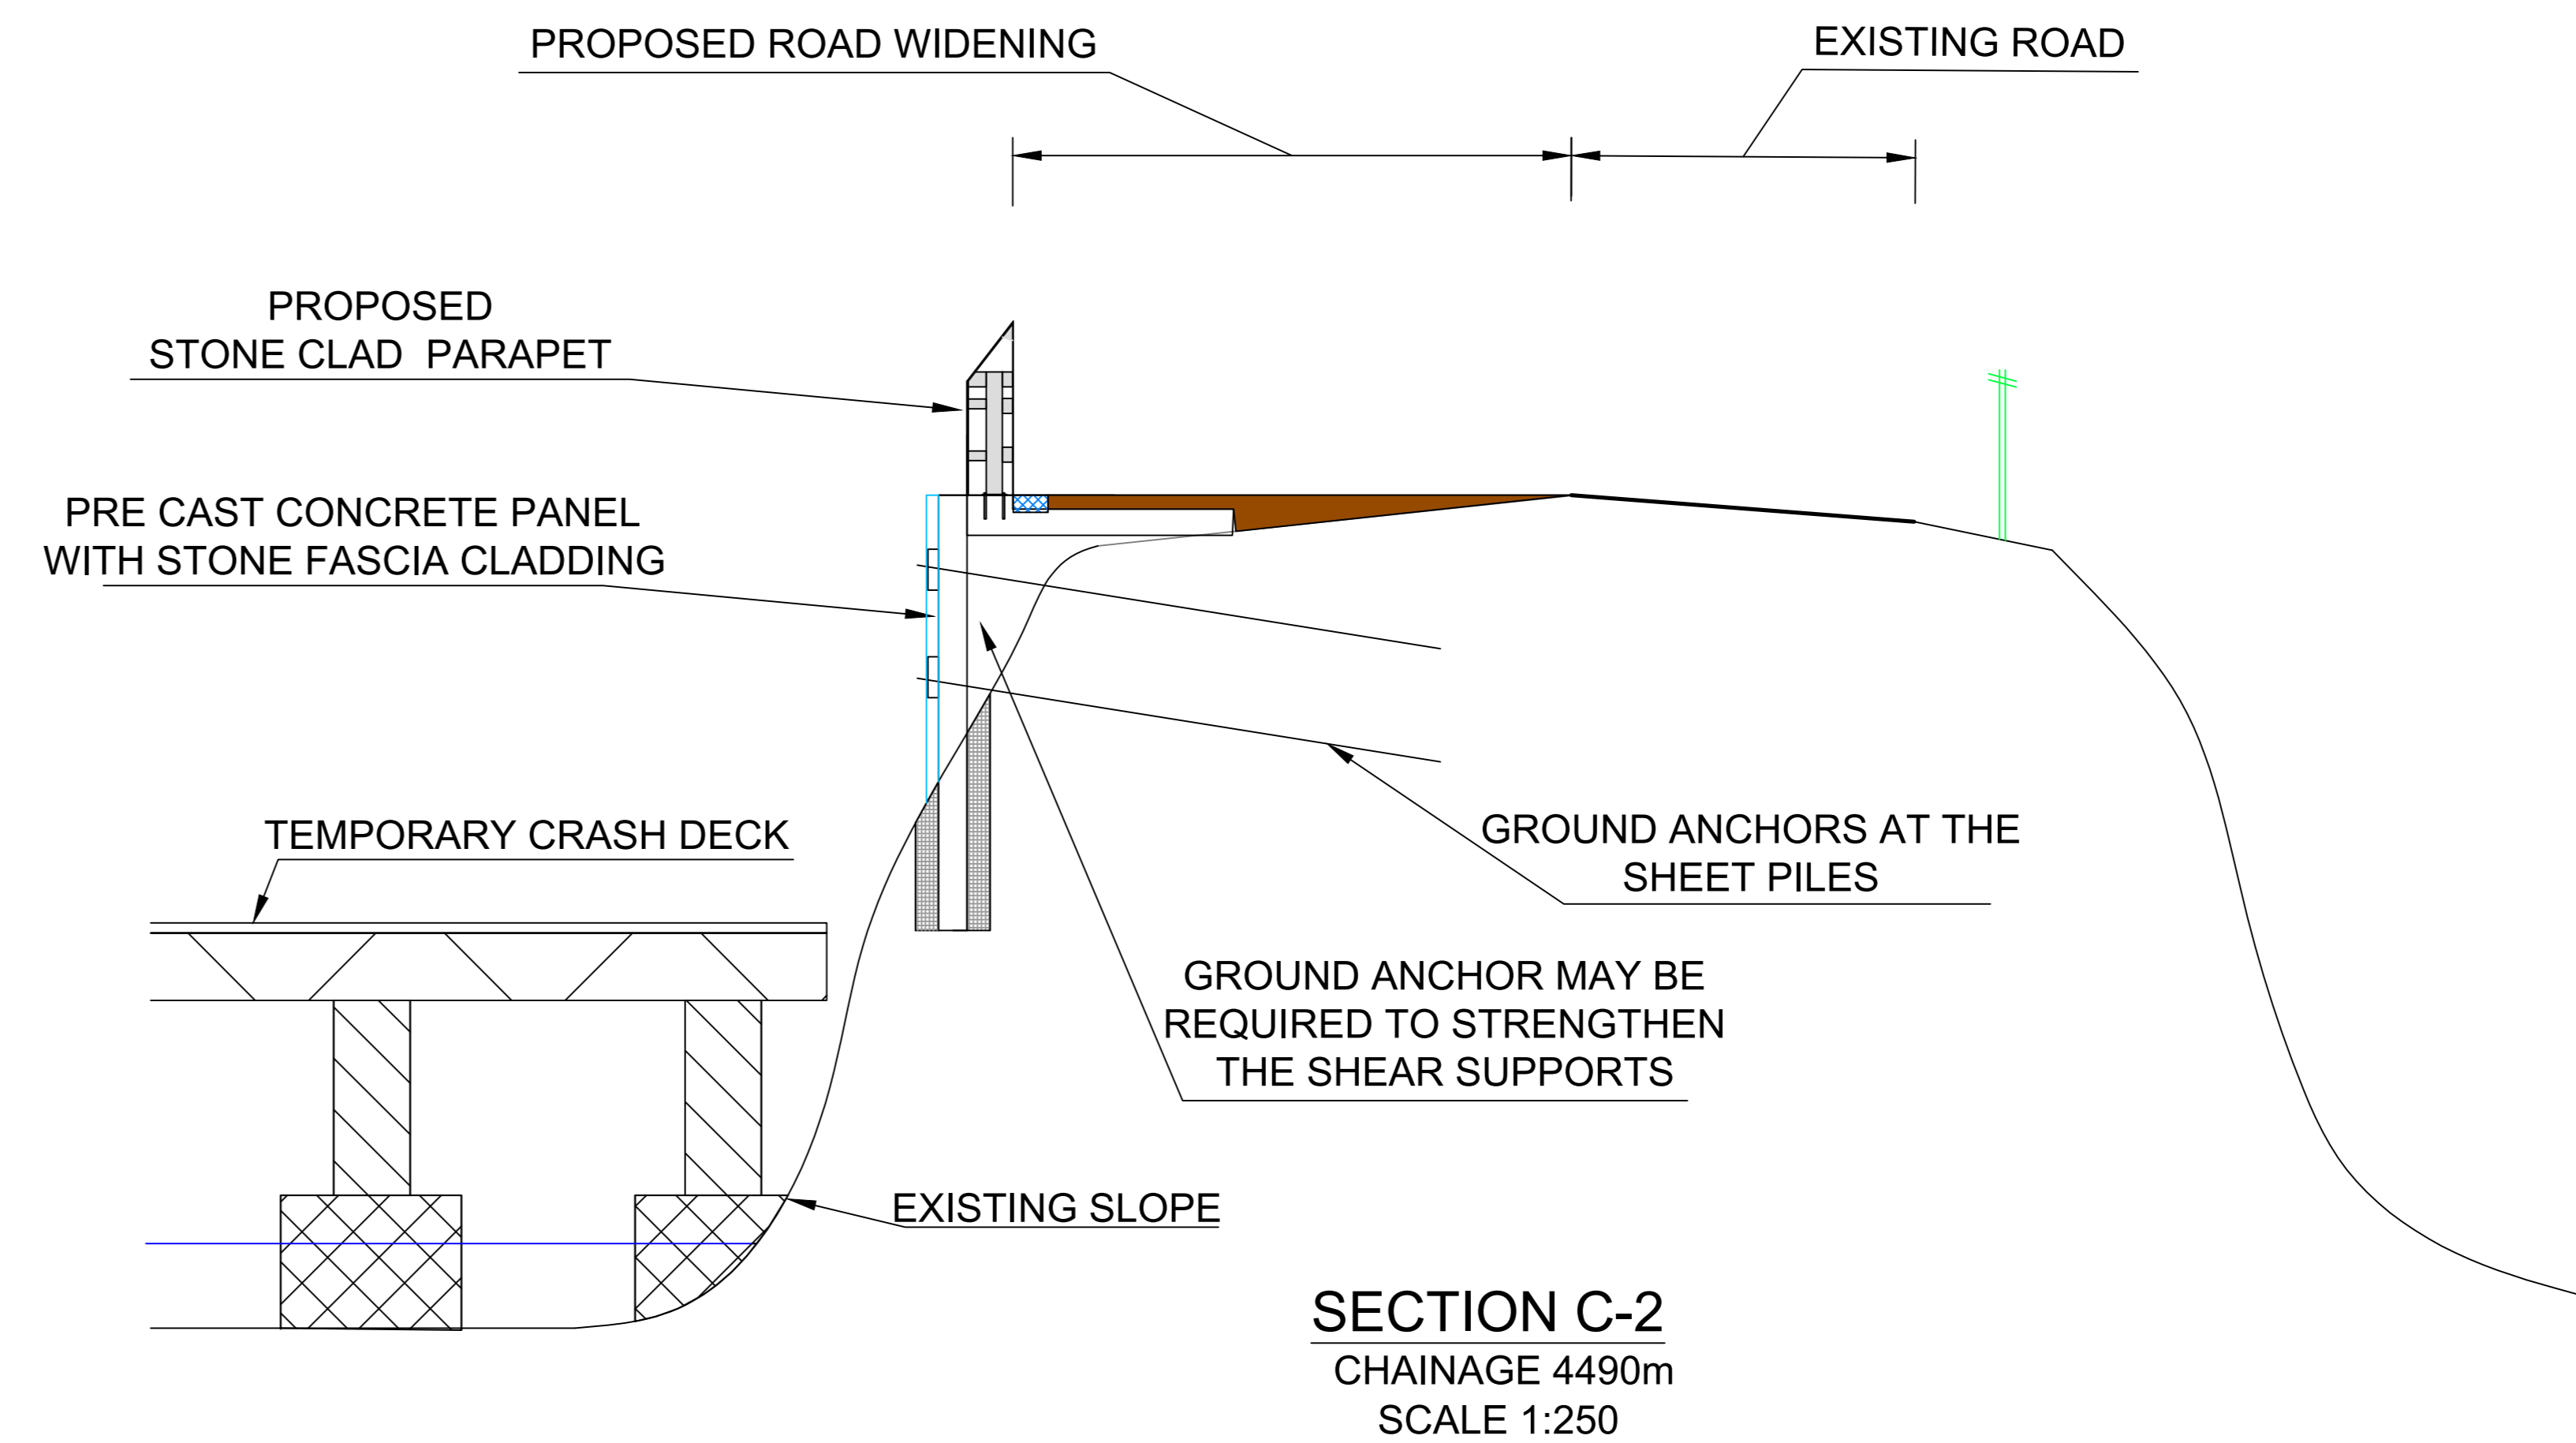 PROPOSED ROAD WIDENING
EXISTING ROAD
PROPOSED
STONE CLAD PARAPET
PRE CAST CONCRETE PANEL
WITH STONE FASCIA CLADDING
TEMPORARY CRASH DECK
GROUND ANCHORS AT THE
SHEET PILES
GROUND ANCHOR MAY BE
REQUIRED TO STRENGTHEN
THE SHEAR SUPPORTS
EXISTING SLOPE
SECTION C-2
CHAINAGE 4490m
SCALE 1:250